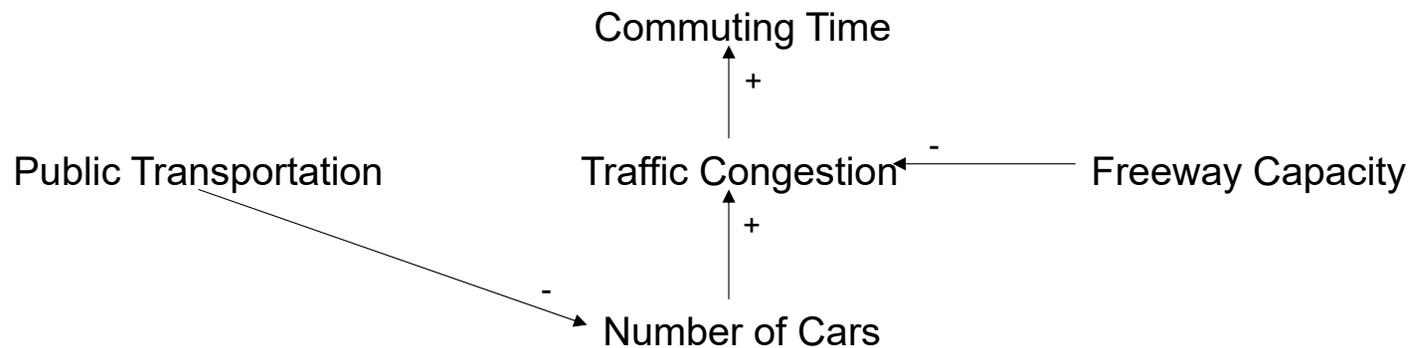 Commuting Time
+
-
Public Transportation
Traffic Congestion
Freeway Capacity
+
-
Number of Cars